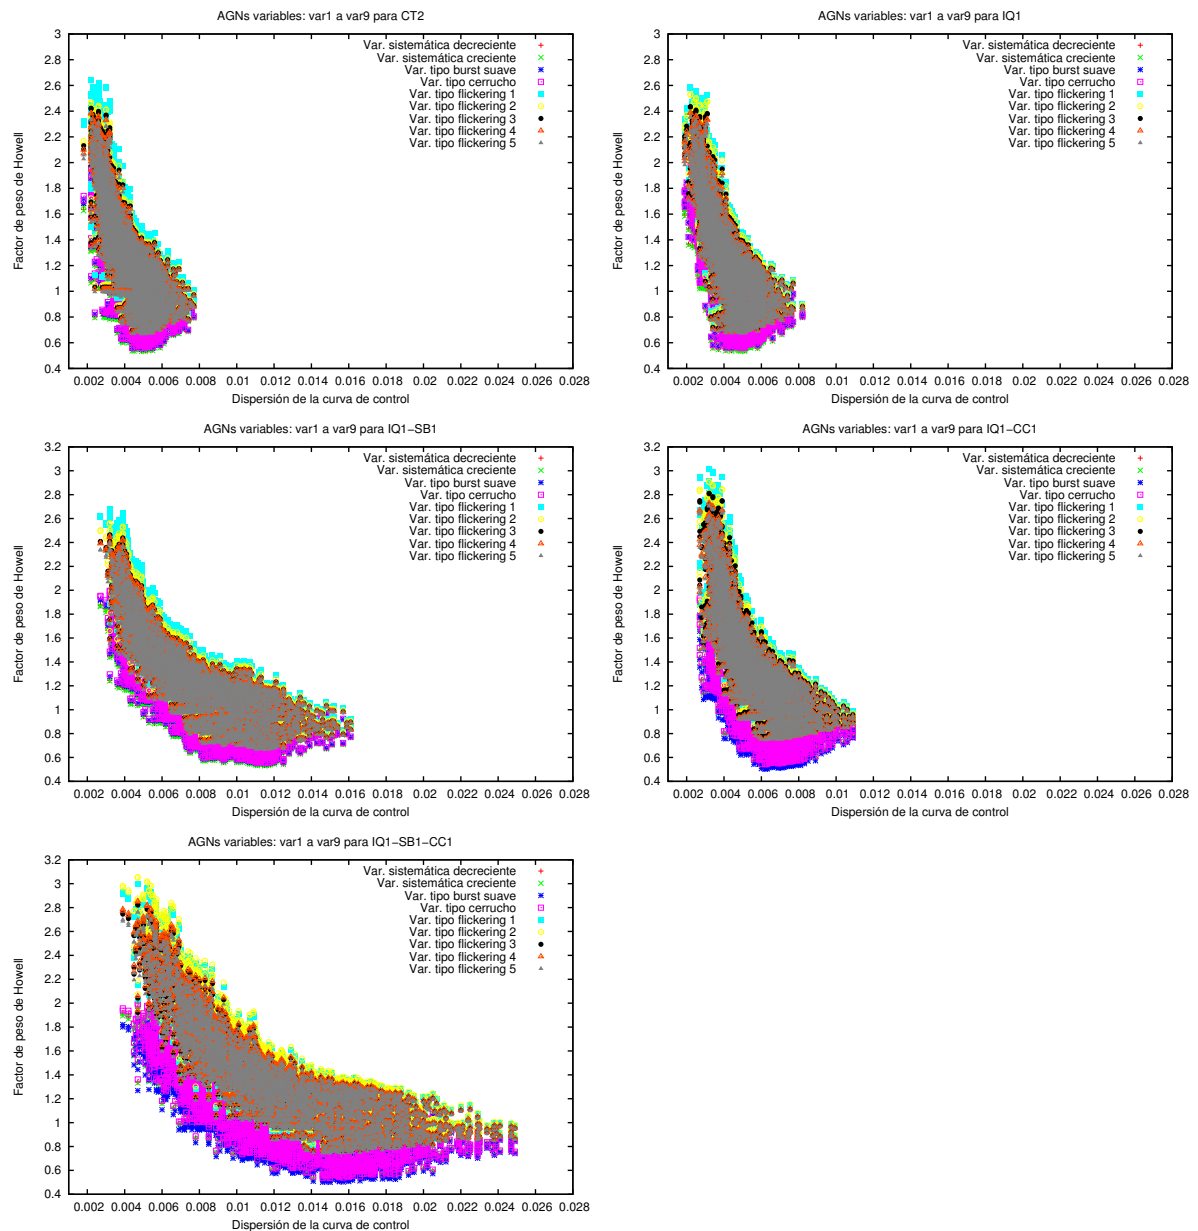 AGNs variables: var1 a var9 para CT2
Factor de peso de Howell
3
2.8
2.6
2.4
2.2
2
1.8
1.6
1.4
1.2
1
0.8
0.6
0.4
Var. sistemática decreciente
Var. sistemática creciente
Var. tipo burst suave
Var. tipo cerrucho
Var. tipo flickering 1
Var. tipo flickering 2
Var. tipo flickering 3
Var. tipo flickering 4
Var. tipo flickering 5
0.002 0.004 0.006 0.008 0.01 0.012 0.014 0.016 0.018 0.02 0.022 0.024 0.026 0.028
Dispersión de la curva de control
AGNs variables: var1 a var9 para IQ1
Factor de peso de Howell
3
2.8
2.6
2.4
2.2
2
1.8
1.6
1.4
1.2
1
0.8
0.6
0.4
Var. sistemática decreciente
Var. sistemática creciente
Var. tipo burst suave
Var. tipo cerrucho
Var. tipo flickering 1
Var. tipo flickering 2
Var. tipo flickering 3
Var. tipo flickering 4
Var. tipo flickering 5
0.002 0.004 0.006 0.008 0.01 0.012 0.014 0.016 0.018 0.02 0.022 0.024 0.026 0.028
Dispersión de la curva de control
AGNs variables: var1 a var9 para IQ1−SB1
Factor de peso de Howell
3.2
3
2.8
2.6
2.4
2.2
2
1.8
1.6
1.4
1.2
1
0.8
0.6
0.4
Var. sistemática decreciente
Var. sistemática creciente
Var. tipo burst suave
Var. tipo cerrucho
Var. tipo flickering 1
Var. tipo flickering 2
Var. tipo flickering 3
Var. tipo flickering 4
Var. tipo flickering 5
0.002 0.004 0.006 0.008 0.01 0.012 0.014 0.016 0.018 0.02 0.022 0.024 0.026 0.028
Dispersión de la curva de control
AGNs variables: var1 a var9 para IQ1−CC1
Factor de peso de Howell
3.2
3
2.8
2.6
2.4
2.2
2
1.8
1.6
1.4
1.2
1
0.8
0.6
0.4
Var. sistemática decreciente
Var. sistemática creciente
Var. tipo burst suave
Var. tipo cerrucho
Var. tipo flickering 1
Var. tipo flickering 2
Var. tipo flickering 3
Var. tipo flickering 4
Var. tipo flickering 5
0.002 0.004 0.006 0.008 0.01 0.012 0.014 0.016 0.018 0.02 0.022 0.024 0.026 0.028
Dispersión de la curva de control
AGNs variables: var1 a var9 para IQ1−SB1−CC1
Factor de peso de Howell
3.2
3
2.8
2.6
2.4
2.2
2
1.8
1.6
1.4
1.2
1
0.8
0.6
0.4
Var. sistemática decreciente
Var. sistemática creciente
Var. tipo burst suave
Var. tipo cerrucho
Var. tipo flickering 1
Var. tipo flickering 2
Var. tipo flickering 3
Var. tipo flickering 4
Var. tipo flickering 5
0.002 0.004 0.006 0.008 0.01 0.012 0.014 0.016 0.018 0.02 0.022 0.024 0.026 0.028
Dispersión de la curva de control